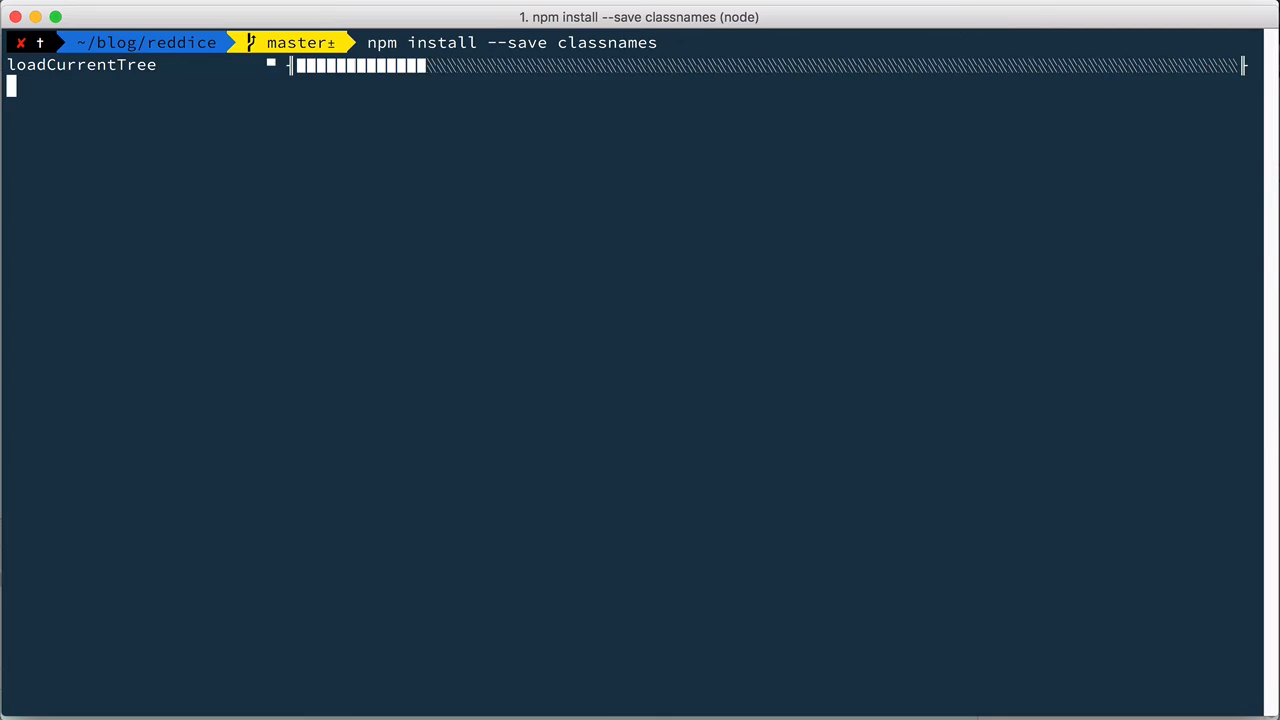 1. npm install --save classnames (node)
✘ † ~/blog/reddice master± npm install --save classnames
loadCurrentTree